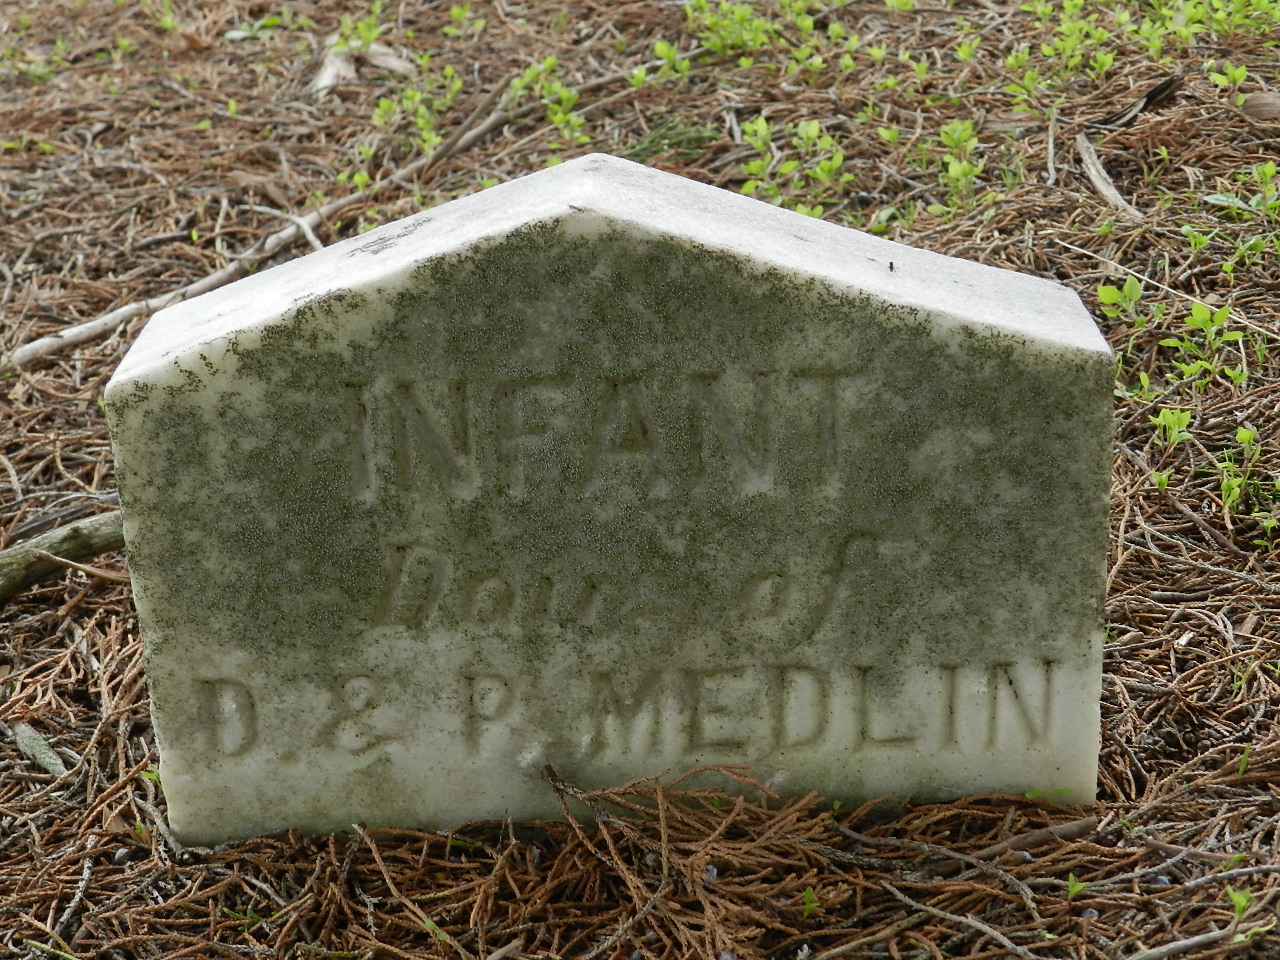 INFANT
Dau of
D. & P. MEDLIN